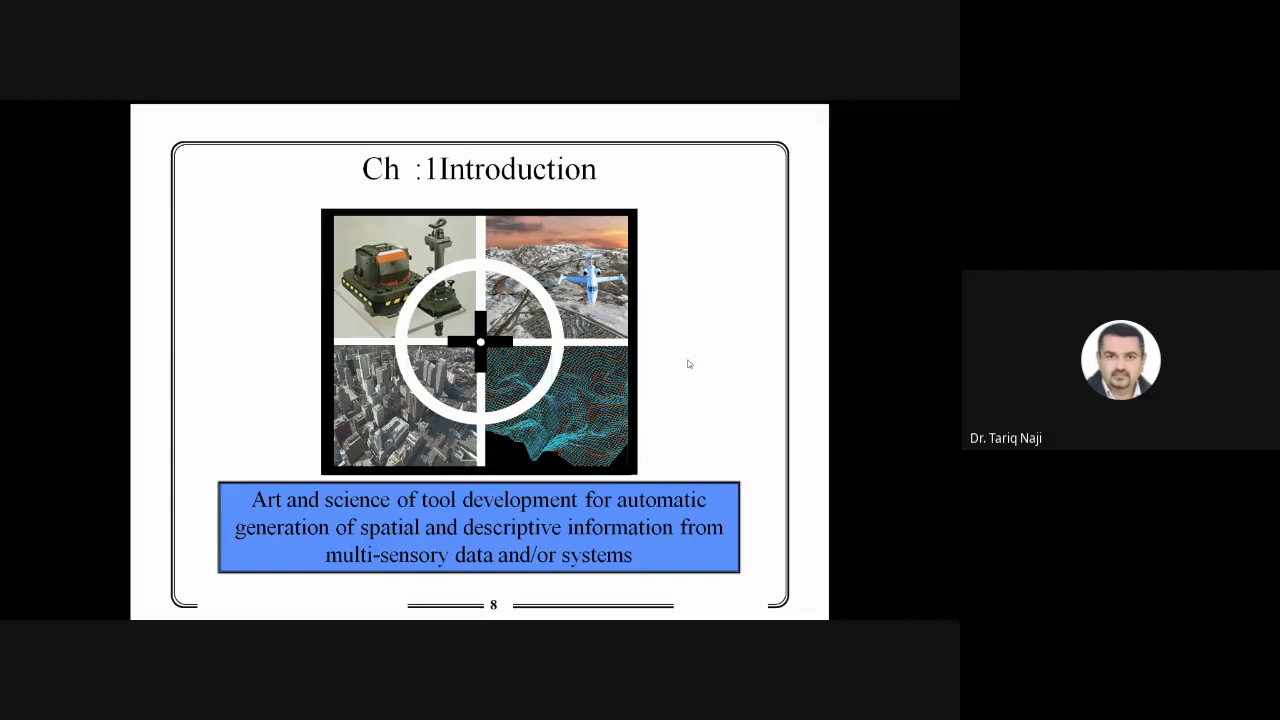 Ch :1Introduction
Art and science of tool development for automatic
generation of spatial and descriptive information from
multi-sensory data and/or systems
8
Dr. Tariq Naji